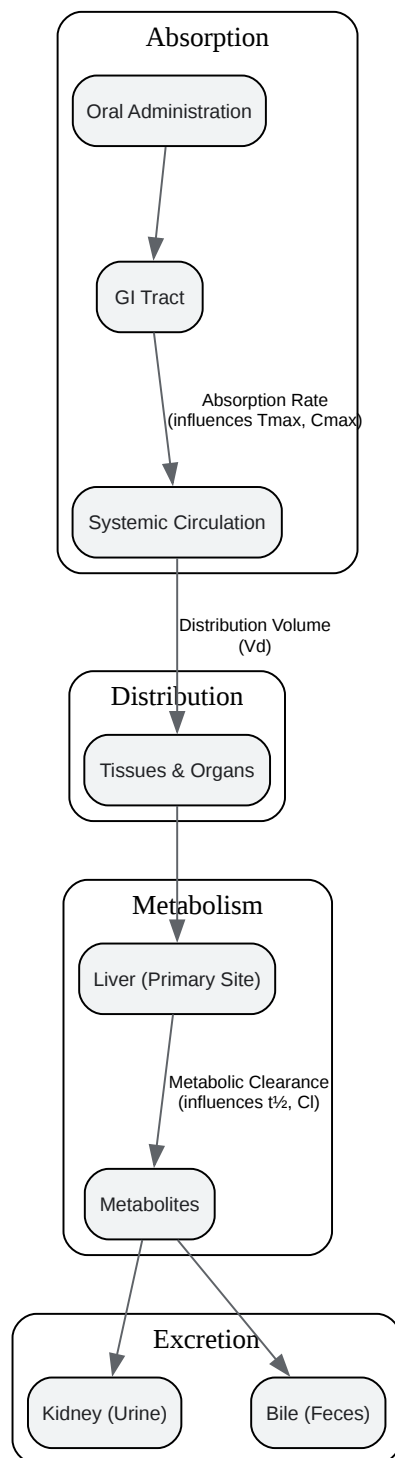 Absorption
Oral Administration
GI Tract
Absorption Rate
(influences Tmax, Cmax)
Systemic Circulation
Distribution Volume
(Vd)
Distribution
Tissues & Organs
Metabolism
Liver (Primary Site)
Metabolic Clearance
(influences t½, Cl)
Metabolites
Excretion
Kidney (Urine)
Bile (Feces)